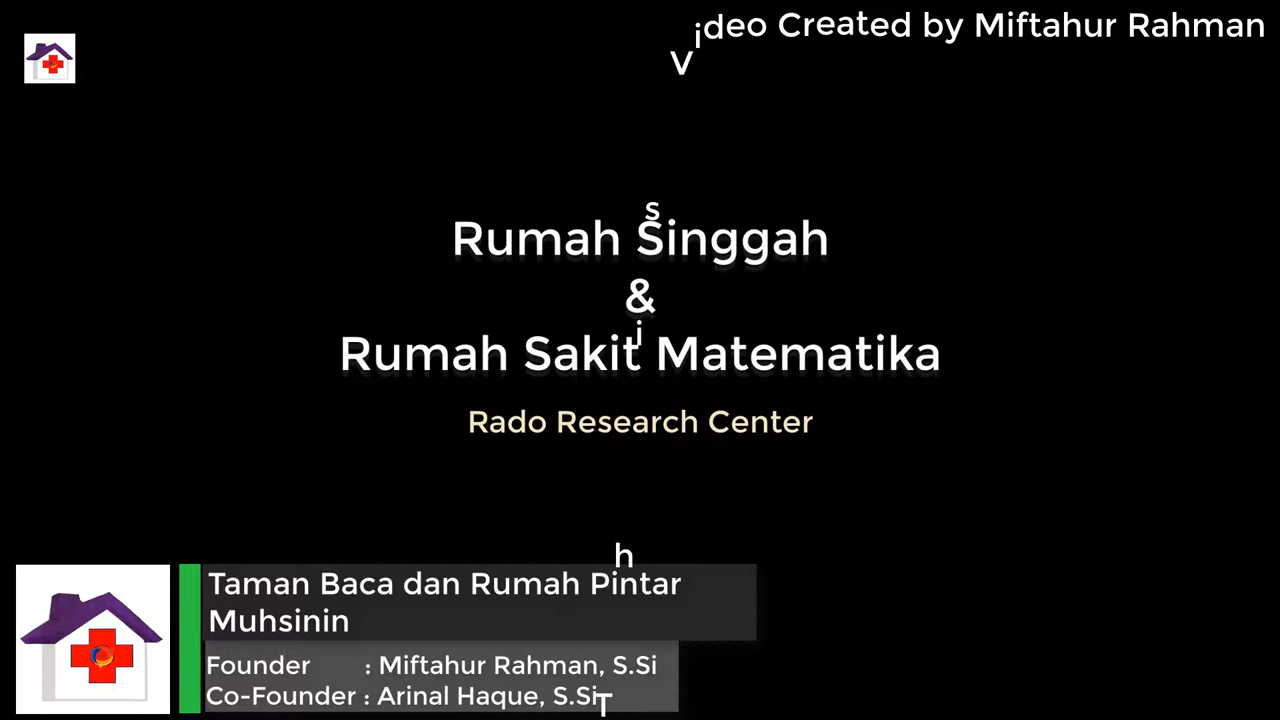 This Video Created by Miftahur Rahman
Rumah Singgah
&
Rumah Sakit Matematika
Rado Research Center
Taman Baca dan Rumah Pintar
Muhsinin
Founder : Miftahur Rahman, S.Si
Co-Founder : Arinal Haque, S.Si